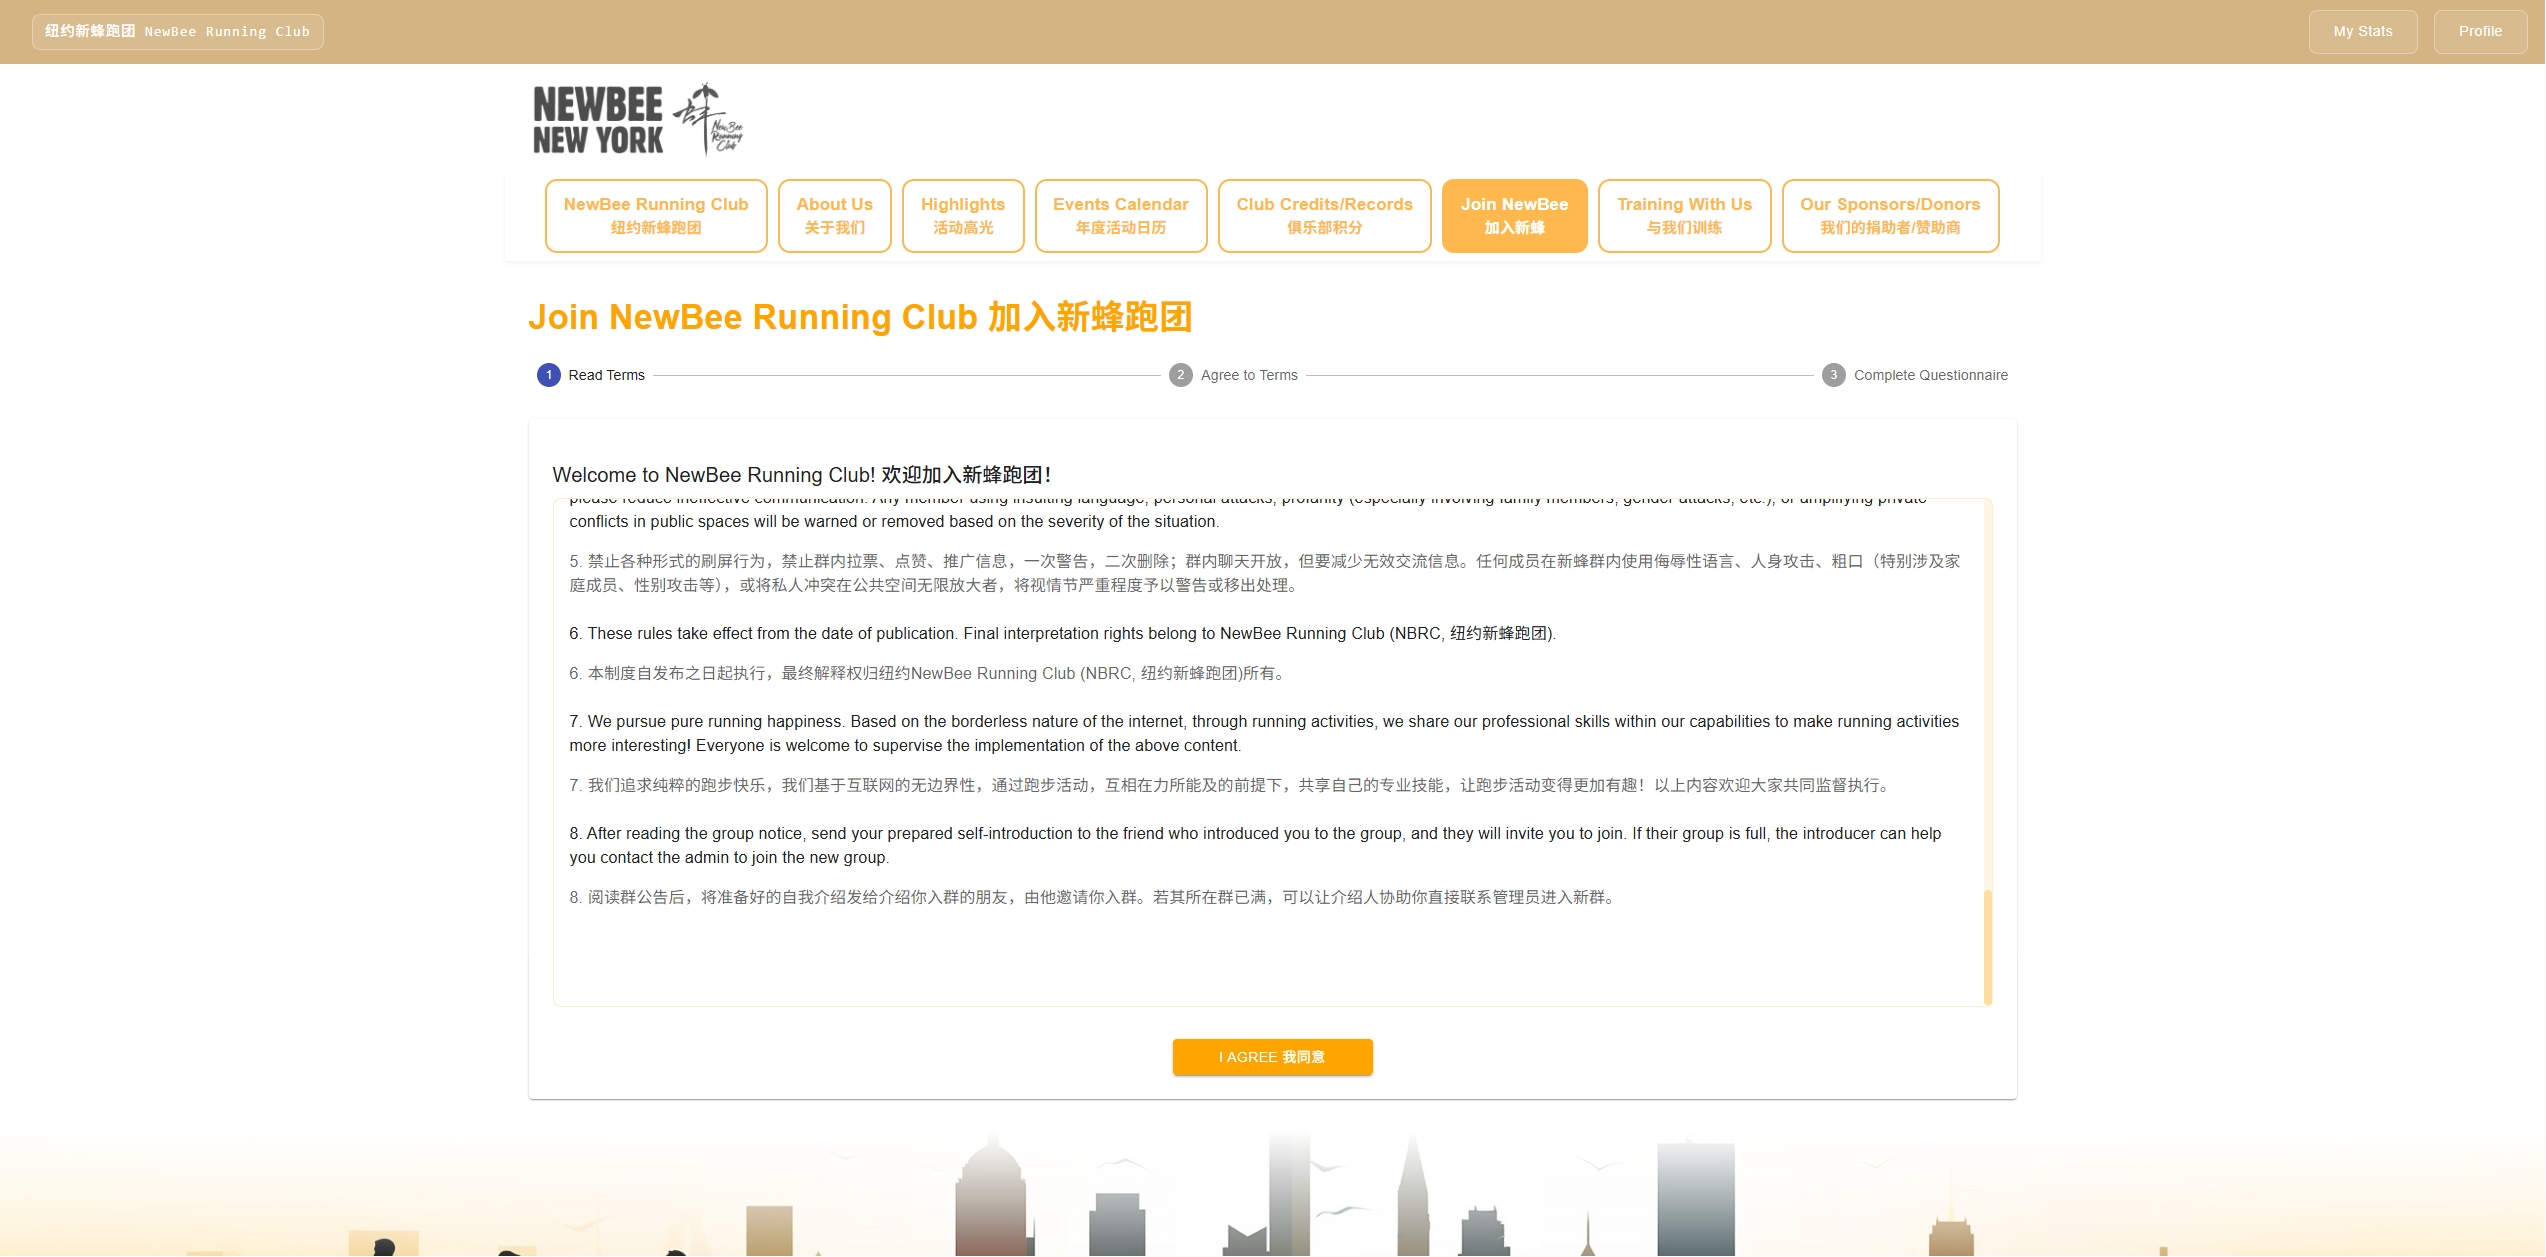 纽约新蜂跑团 NewBee Running Club
My Stats
Profile
NEWBEE
NEW YORK
NewBee
Running
Club
NewBee Running Club
纽约新蜂跑团
About Us
关于我们
Highlights
活动高光
Events Calendar
年度活动日历
Club Credits/Records
俱乐部积分
Join NewBee
加入新蜂
Training With Us
与我们训练
Our Sponsors/Donors
我们的捐助者/赞助商
Join NewBee Running Club 加入新蜂跑团
1 Read Terms
2 Agree to Terms
3 Complete Questionnaire
Welcome to NewBee Running Club! 欢迎加入新蜂跑团！
please reduce ineffective communication. Any member using insulting language, personal attacks, profanity (especially involving family members, gender attacks, etc.), or amplifying private
conflicts in public spaces will be warned or removed based on the severity of the situation.
5. 禁止各种形式的刷屏行为，禁止群内拉票、点赞、推广信息，一次警告，二次删除；群内聊天开放，但要减少无效交流信息。任何成员在新蜂群内使用侮辱性语言、人身攻击、粗口（特别涉及家
庭成员、性别攻击等），或将私人冲突在公共空间无限放大者，将视情节严重程度予以警告或移出处理。
6. These rules take effect from the date of publication. Final interpretation rights belong to NewBee Running Club (NBRC, 纽约新蜂跑团).
6. 本制度自发布之日起执行，最终解释权归纽约NewBee Running Club (NBRC, 纽约新蜂跑团)所有。
7. We pursue pure running happiness. Based on the borderless nature of the internet, through running activities, we share our professional skills within our capabilities to make running activities
more interesting! Everyone is welcome to supervise the implementation of the above content.
7. 我们追求纯粹的跑步快乐，我们基于互联网的无边界性，通过跑步活动，互相在力所能及的前提下，共享自己的专业技能，让跑步活动变得更加有趣！以上内容欢迎大家共同监督执行。
8. After reading the group notice, send your prepared self-introduction to the friend who introduced you to the group, and they will invite you to join. If their group is full, the introducer can help
you contact the admin to join the new group.
8. 阅读群公告后，将准备好的自我介绍发给介绍你入群的朋友，由他邀请你入群。若其所在群已满，可以让介绍人协助你直接联系管理员进入新群。
I AGREE 我同意